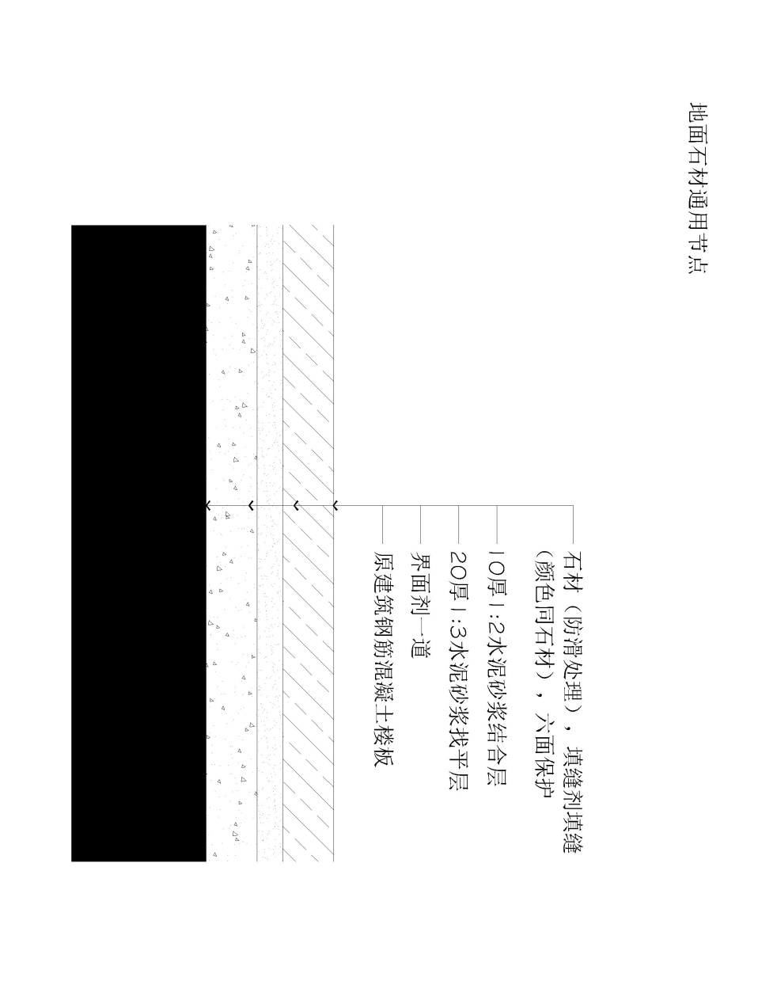 地面石材通用节点
石材（防滑处理），填缝剂填缝
（颜色同石材），六面保护
10厚1:2水泥砂浆结合层
20厚1:3水泥砂浆找平层
界面剂一道
原建筑钢筋混凝土楼板